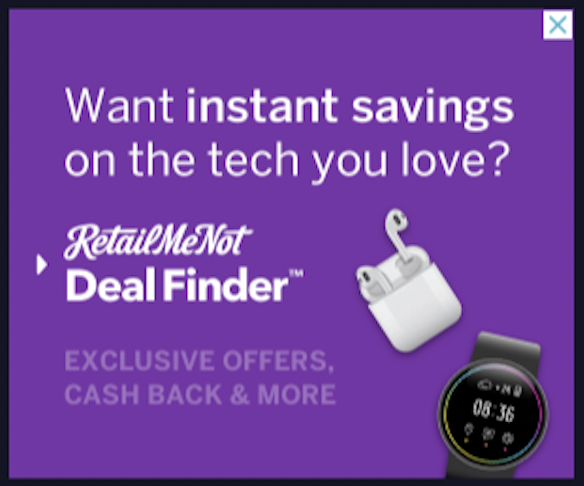 Want instant savings
on the tech you love?
RetailMeNot
Deal Finder™
EXCLUSIVE OFFERS,
CASH BACK & MORE
08:36